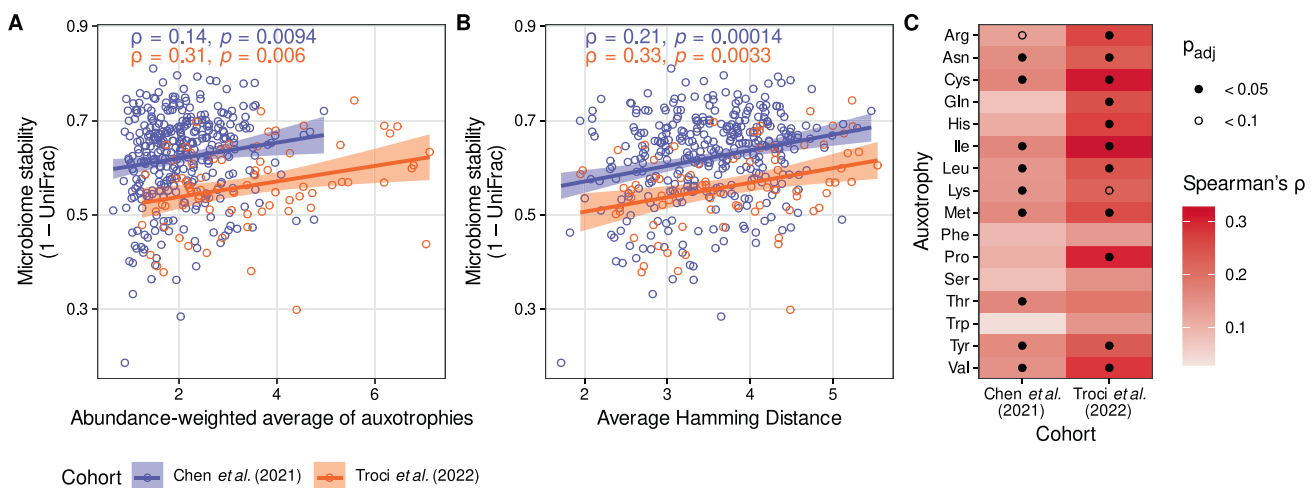 A
ρ = 0.14, p = 0.0094
ρ = 0.31, p = 0.006
0.9
0.7
0.5
0.3
Microbiome stability
(1 − UniFrac)
2
4
6
Abundance-weighted average of auxotrophies
B
ρ = 0.21, p = 0.00014
ρ = 0.33, p = 0.0033
0.9
0.7
0.5
0.3
Microbiome stability
(1 − UniFrac)
2
3
4
5
Average Hamming Distance
Cohort
Chen et al. (2021)
Troci et al. (2022)
C
Auxotrophy
Arg
Asn
Cys
Gln
His
Ile
Leu
Lys
Met
Phe
Pro
Ser
Thr
Trp
Tyr
Val
Chen et al.
(2021)
Troci et al.
(2022)
Cohort
padj
< 0.05
< 0.1
Spearman's ρ
0.3
0.2
0.1